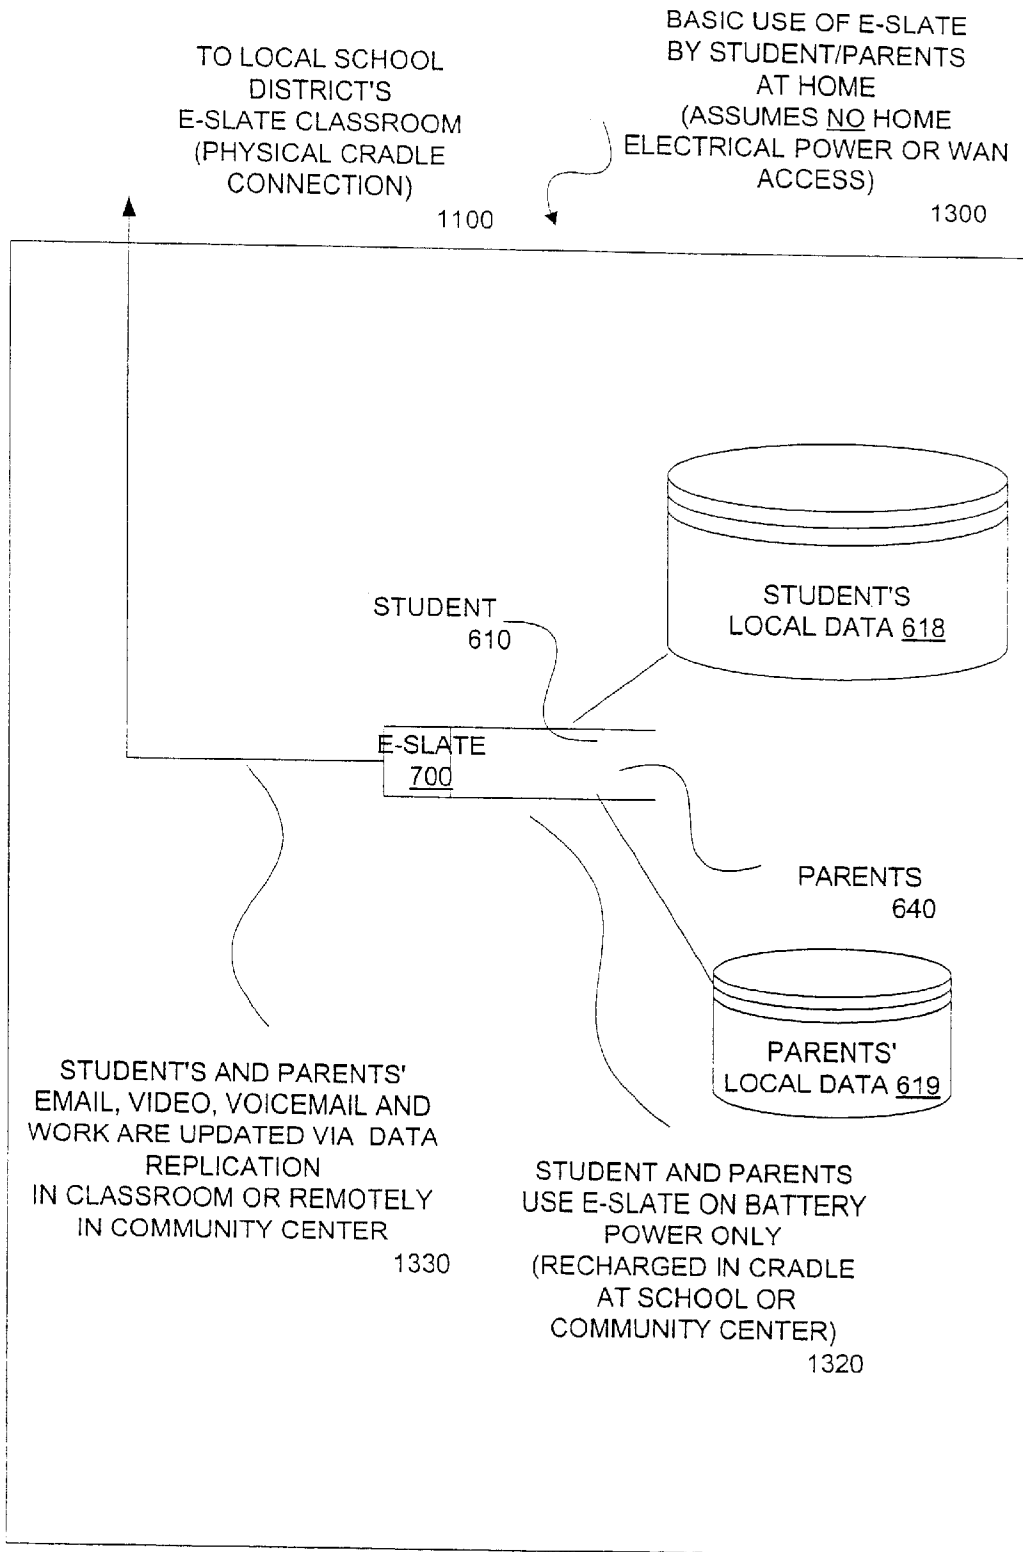 TO LOCAL SCHOOL
DISTRICT'S
E-SLATE CLASSROOM
(PHYSICAL CRADLE
CONNECTION)
1100
BASIC USE OF E-SLATE
BY STUDENT/PARENTS
AT HOME
(ASSUMES NO HOME
ELECTRICAL POWER OR WAN
ACCESS)
1300
STUDENT'S
LOCAL DATA 618
STUDENT
610
E-SLATE
700
PARENTS
640
PARENTS'
LOCAL DATA 619
STUDENT'S AND PARENTS'
EMAIL, VIDEO, VOICEMAIL AND
WORK ARE UPDATED VIA DATA
REPLICATION
IN CLASSROOM OR REMOTELY
IN COMMUNITY CENTER
1330
STUDENT AND PARENTS
USE E-SLATE ON BATTERY
POWER ONLY
(RECHARGED IN CRADLE
AT SCHOOL OR
COMMUNITY CENTER)
1320